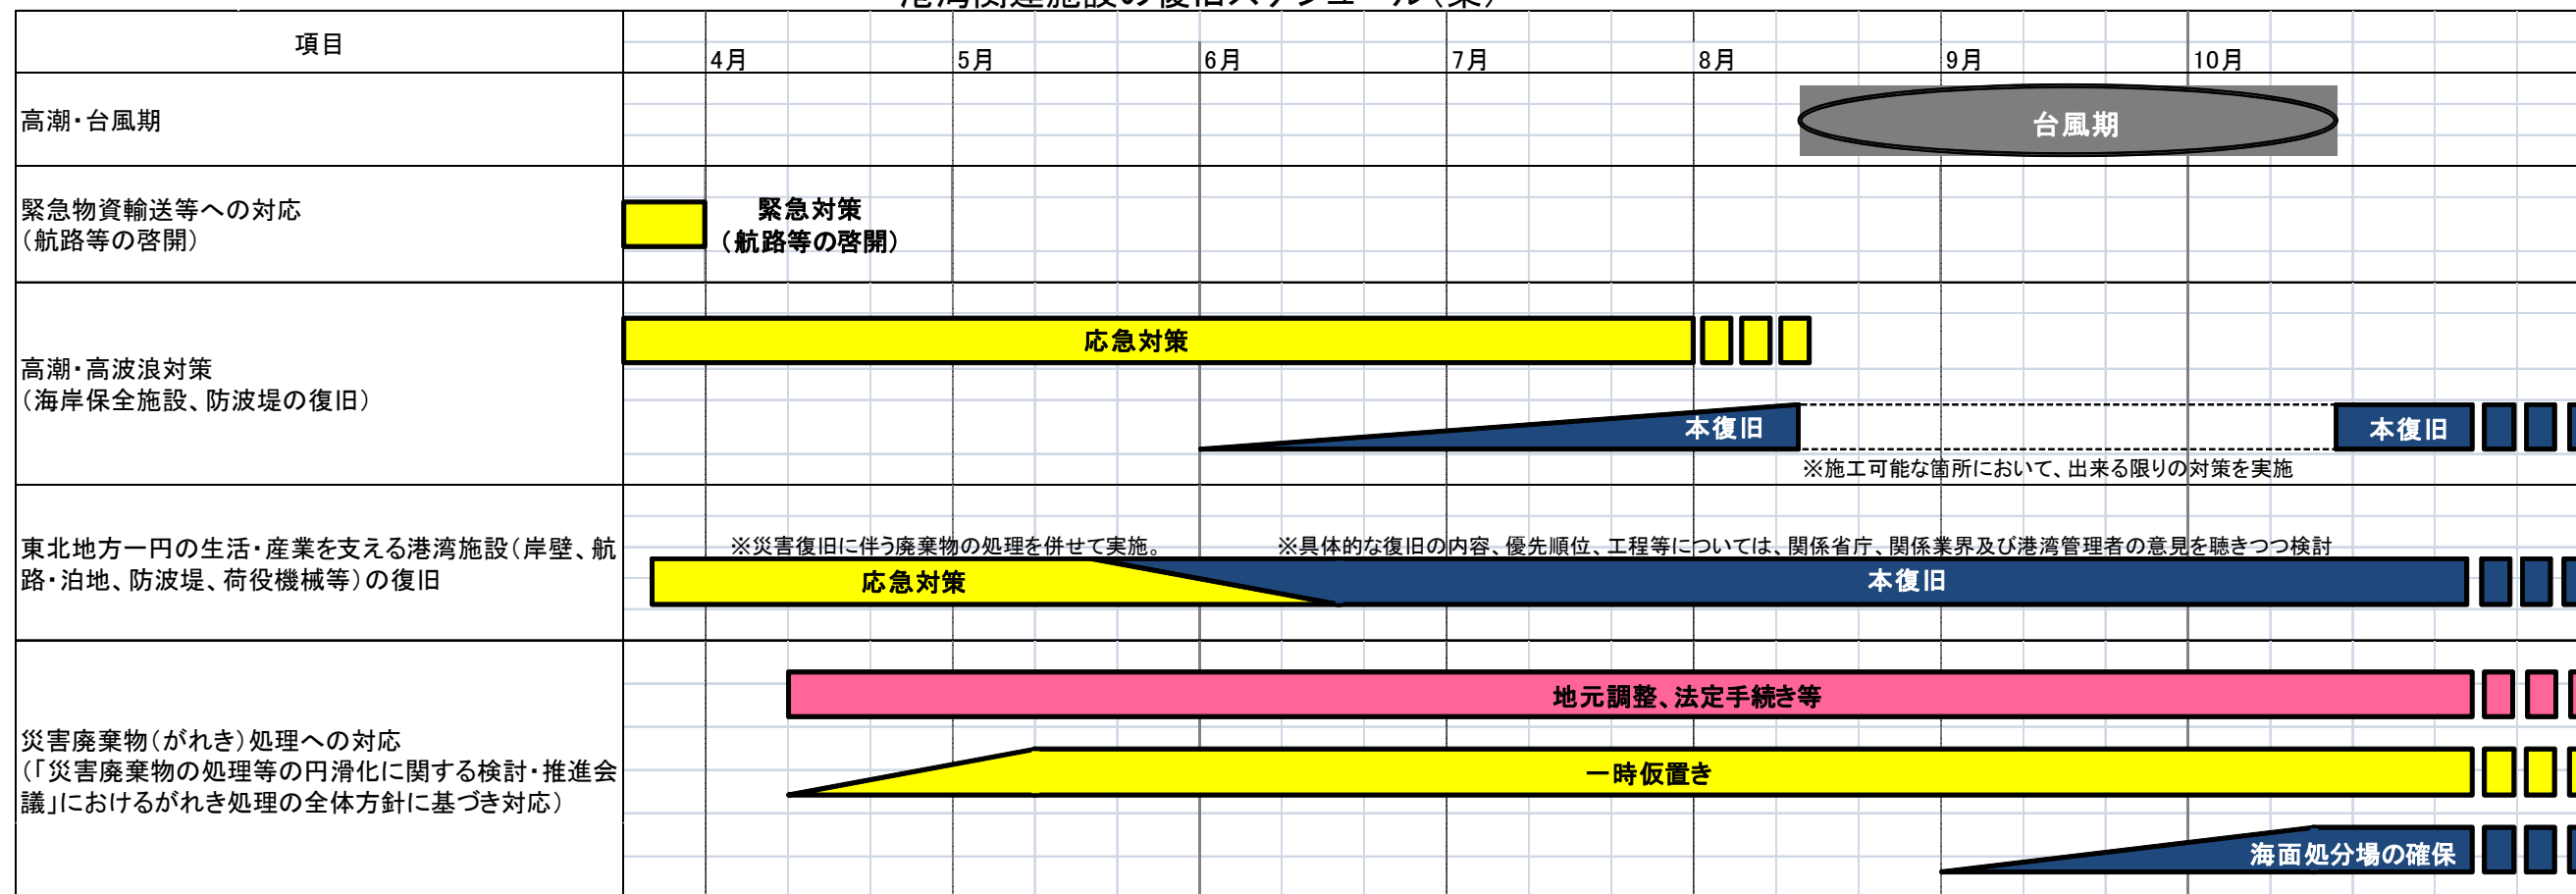 項目
4月
5月
6月
7月
8月
9月
10月
高潮・台風期
台風期
緊急物資輸送等への対応
（航路等の啓開）
緊急対策
（航路等の啓開）
高潮・高波浪対策
（海岸保全施設、防波堤の復旧）
応急対策
本復旧
本復旧
※施工可能な箇所において、出来る限りの対策を実施
東北地方一円の生活・産業を支える港湾施設（岸壁、航
路・泊地、防波堤、荷役機械等）の復旧
※災害復旧に伴う廃棄物の処理を併せて実施。
※具体的な復旧の内容、優先順位、工程等については、関係省庁、関係業界及び港湾管理者の意見を聴きつつ検討
応急対策
本復旧
災害廃棄物（がれき）処理への対応
（「災害廃棄物の処理等の円滑化に関する検討・推進会
議」におけるがれき処理の全体方針に基づき対応）
地元調整、法定手続き等
一時仮置き
海面処分場の確保